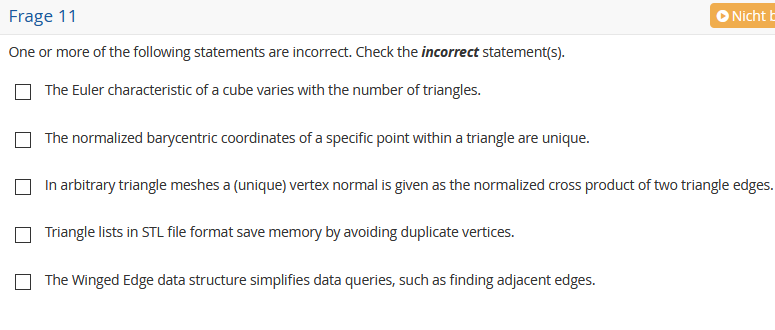 Frage 11
Nicht b
One or more of the following statements are incorrect. Check the incorrect statement(s).
The Euler characteristic of a cube varies with the number of triangles.
The normalized barycentric coordinates of a specific point within a triangle are unique.
In arbitrary triangle meshes a (unique) vertex normal is given as the normalized cross product of two triangle edges.
Triangle lists in STL file format save memory by avoiding duplicate vertices.
The Winged Edge data structure simplifies data queries, such as finding adjacent edges.